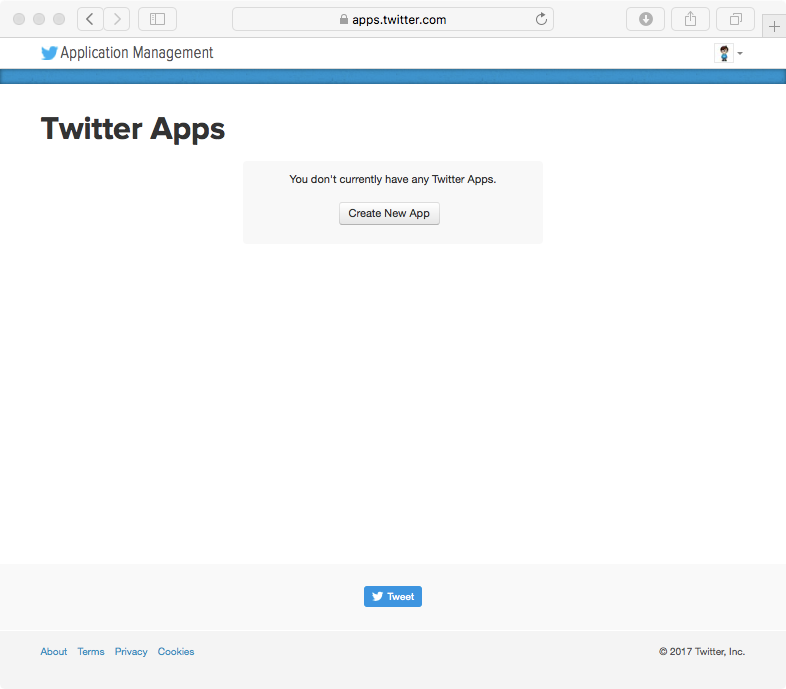 apps.twitter.com
Application Management
Twitter Apps
You don't currently have any Twitter Apps.
Create New App
Tweet
About Terms Privacy Cookies
© 2017 Twitter, Inc.